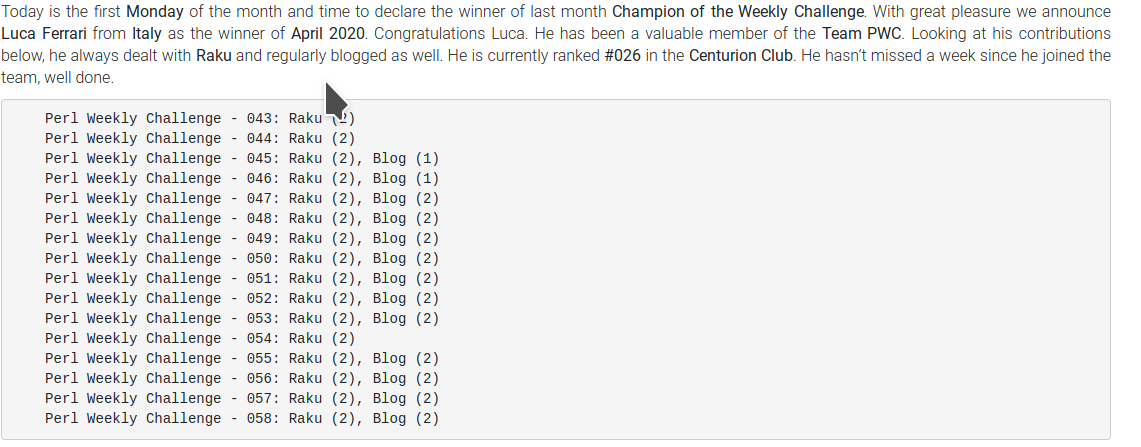 Today is the first Monday of the month and time to declare the winner of last month Champion of the Weekly Challenge. With great pleasure we announce
Luca Ferrari from Italy as the winner of April 2020. Congratulations Luca. He has been a valuable member of the Team PWC. Looking at his contributions
below, he always dealt with Raku and regularly blogged as well. He is currently ranked #026 in the Centurion Club. He hasn't missed a week since he joined the
team, well done.
Perl Weekly Challenge - 043: Raku (2)
Perl Weekly Challenge - 044: Raku (2)
Perl Weekly Challenge - 045: Raku (2), Blog (1)
Perl Weekly Challenge - 046: Raku (2), Blog (1)
Perl Weekly Challenge - 047: Raku (2), Blog (2)
Perl Weekly Challenge - 048: Raku (2), Blog (2)
Perl Weekly Challenge - 049: Raku (2), Blog (2)
Perl Weekly Challenge - 050: Raku (2), Blog (2)
Perl Weekly Challenge - 051: Raku (2), Blog (2)
Perl Weekly Challenge - 052: Raku (2), Blog (2)
Perl Weekly Challenge - 053: Raku (2), Blog (2)
Perl Weekly Challenge - 054: Raku (2)
Perl Weekly Challenge - 055: Raku (2), Blog (2)
Perl Weekly Challenge - 056: Raku (2), Blog (2)
Perl Weekly Challenge - 057: Raku (2), Blog (2)
Perl Weekly Challenge - 058: Raku (2), Blog (2)